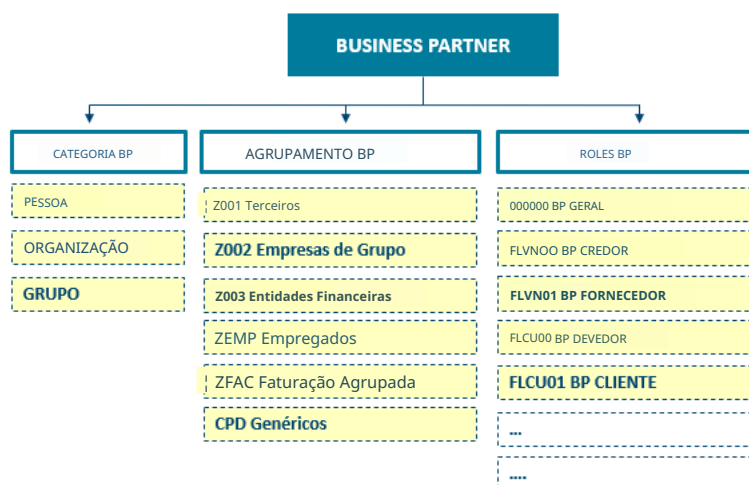 BUSINESS PARTNER
CATEGORIA BP
PESSOA
ORGANIZAÇÃO
GRUPO
AGRUPAMENTO BP
Z001 Terceiros
Z002 Empresas de Grupo
Z003 Entidades Financeiras
ZEMP Empregados
ZFAC Faturação Agrupada
CPD Genéricos
ROLES BP
000000 BP GERAL
FLVNOO BP CREDOR
FLVN01 BP FORNECEDOR
FLCU00 BP DEVEDOR
FLCU01 BP CLIENTE
...
....